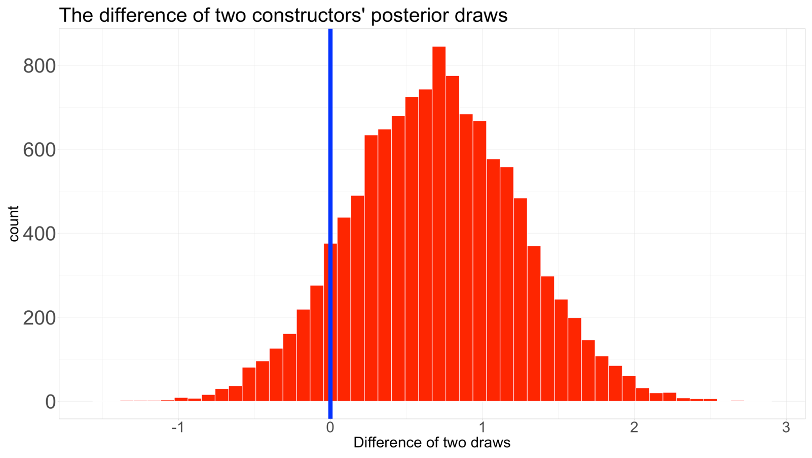 The difference of two constructors' posterior draws
800
600
400
200
0
count
-1 0 1 2 3
Difference of two draws